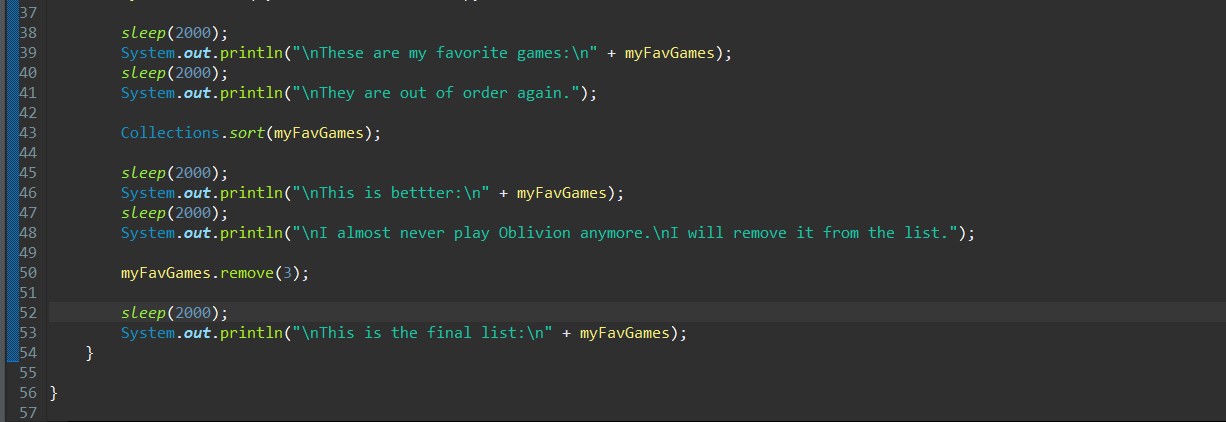 37
38 sleep(2000);
39 System.out.println("\nThese are my favorite games:\n" + myFavGames);
40 sleep(2000);
41 System.out.println("\nThey are out of order again.");
42
43 Collections.sort(myFavGames);
44
45 sleep(2000);
46 System.out.println("\nThis is bettter:\n" + myFavGames);
47 sleep(2000);
48 System.out.println("\nI almost never play Oblivion anymore.\nI will remove it from the list.");
49
50 myFavGames.remove(3);
51
52 sleep(2000);
53 System.out.println("\nThis is the final list:\n" + myFavGames);
54 }
55
56 }
57